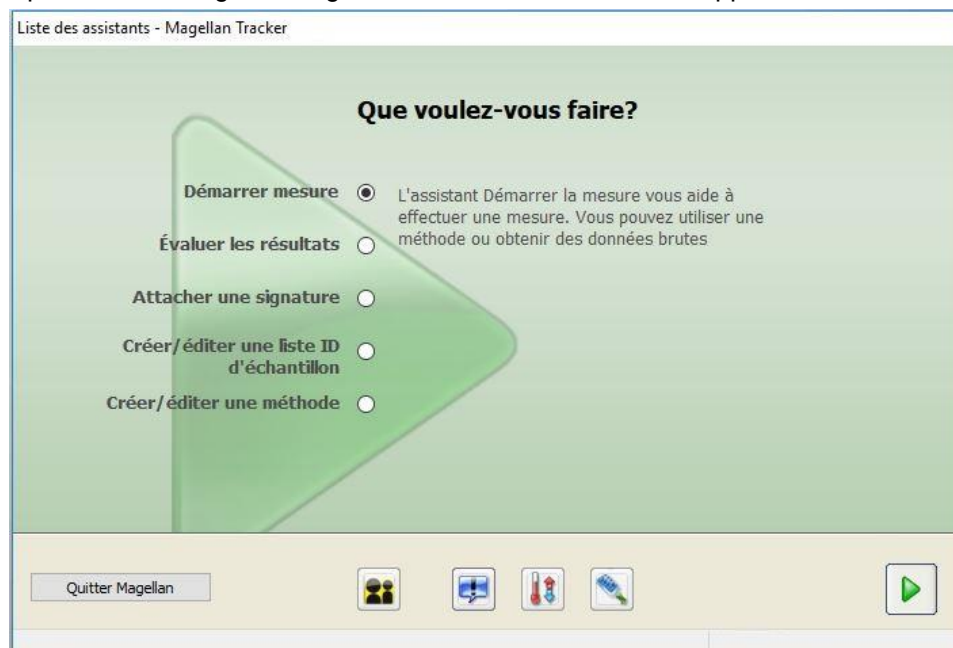 Liste des assistants - Magellan Tracker
Que voulez-vous faire?
Démarrer mesure
L'assistant Démarrer la mesure vous aide à
effectuer une mesure. Vous pouvez utiliser une
méthode ou obtenir des données brutes
Évaluer les résultats
Attacher une signature
Créer/éditer une liste ID
d'échantillon
Créer/éditer une méthode
Quitter Magellan